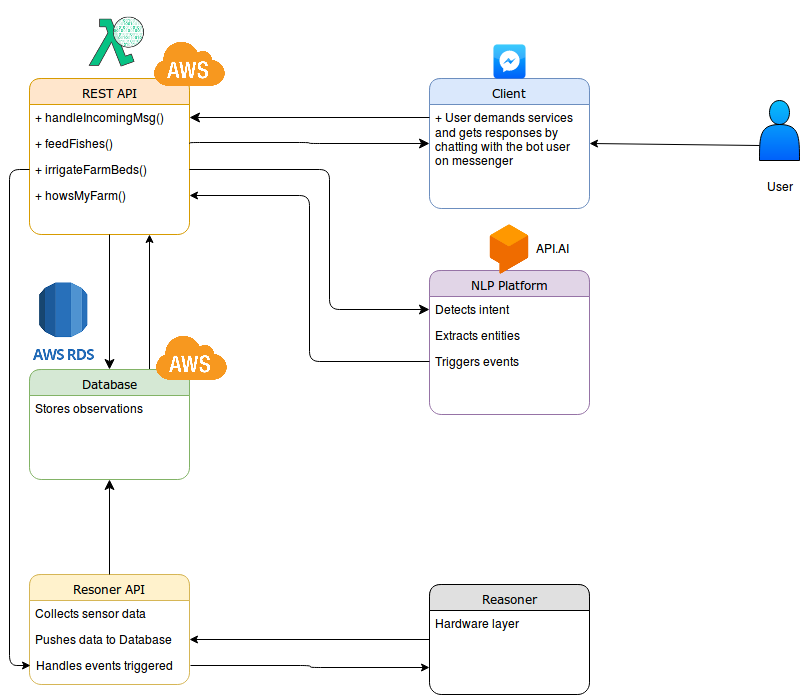 AWS
REST API
+ handleIncomingMsg()
+ feedFishes()
+ irrigateFarmBeds()
+ howsMyFarm()
Client
+ User demands services
and gets responses by
chatting with the bot user
on messenger
User
API.AI
NLP Platform
Detects intent
Extracts entities
Triggers events
AWS RDS
AWS
Database
Stores observations
Resoner API
Collects sensor data
Pushes data to Database
Handles events triggered
Reasoner
Hardware layer